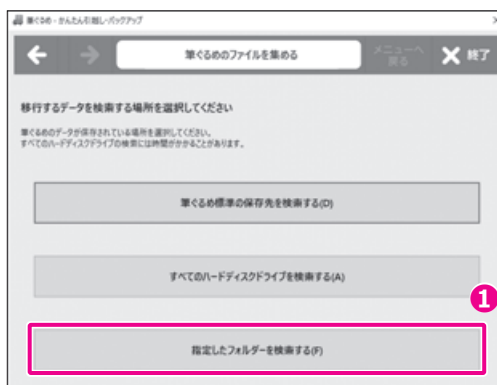 筆ぐるめ - かんたん引越し・バックアップ
筆ぐるめのファイルを集める
メニューへ
戻る
終了
移行するデータを検索する場所を選択してください
筆ぐるめのデータが保存されている場所を選択してください。
すべてのハードディスクドライブの検索には時間がかかることがあります。
筆ぐるめ標準の保存先を検索する(D)
すべてのハードディスクドライブを検索する(A)
1
指定したフォルダーを検索する(F)